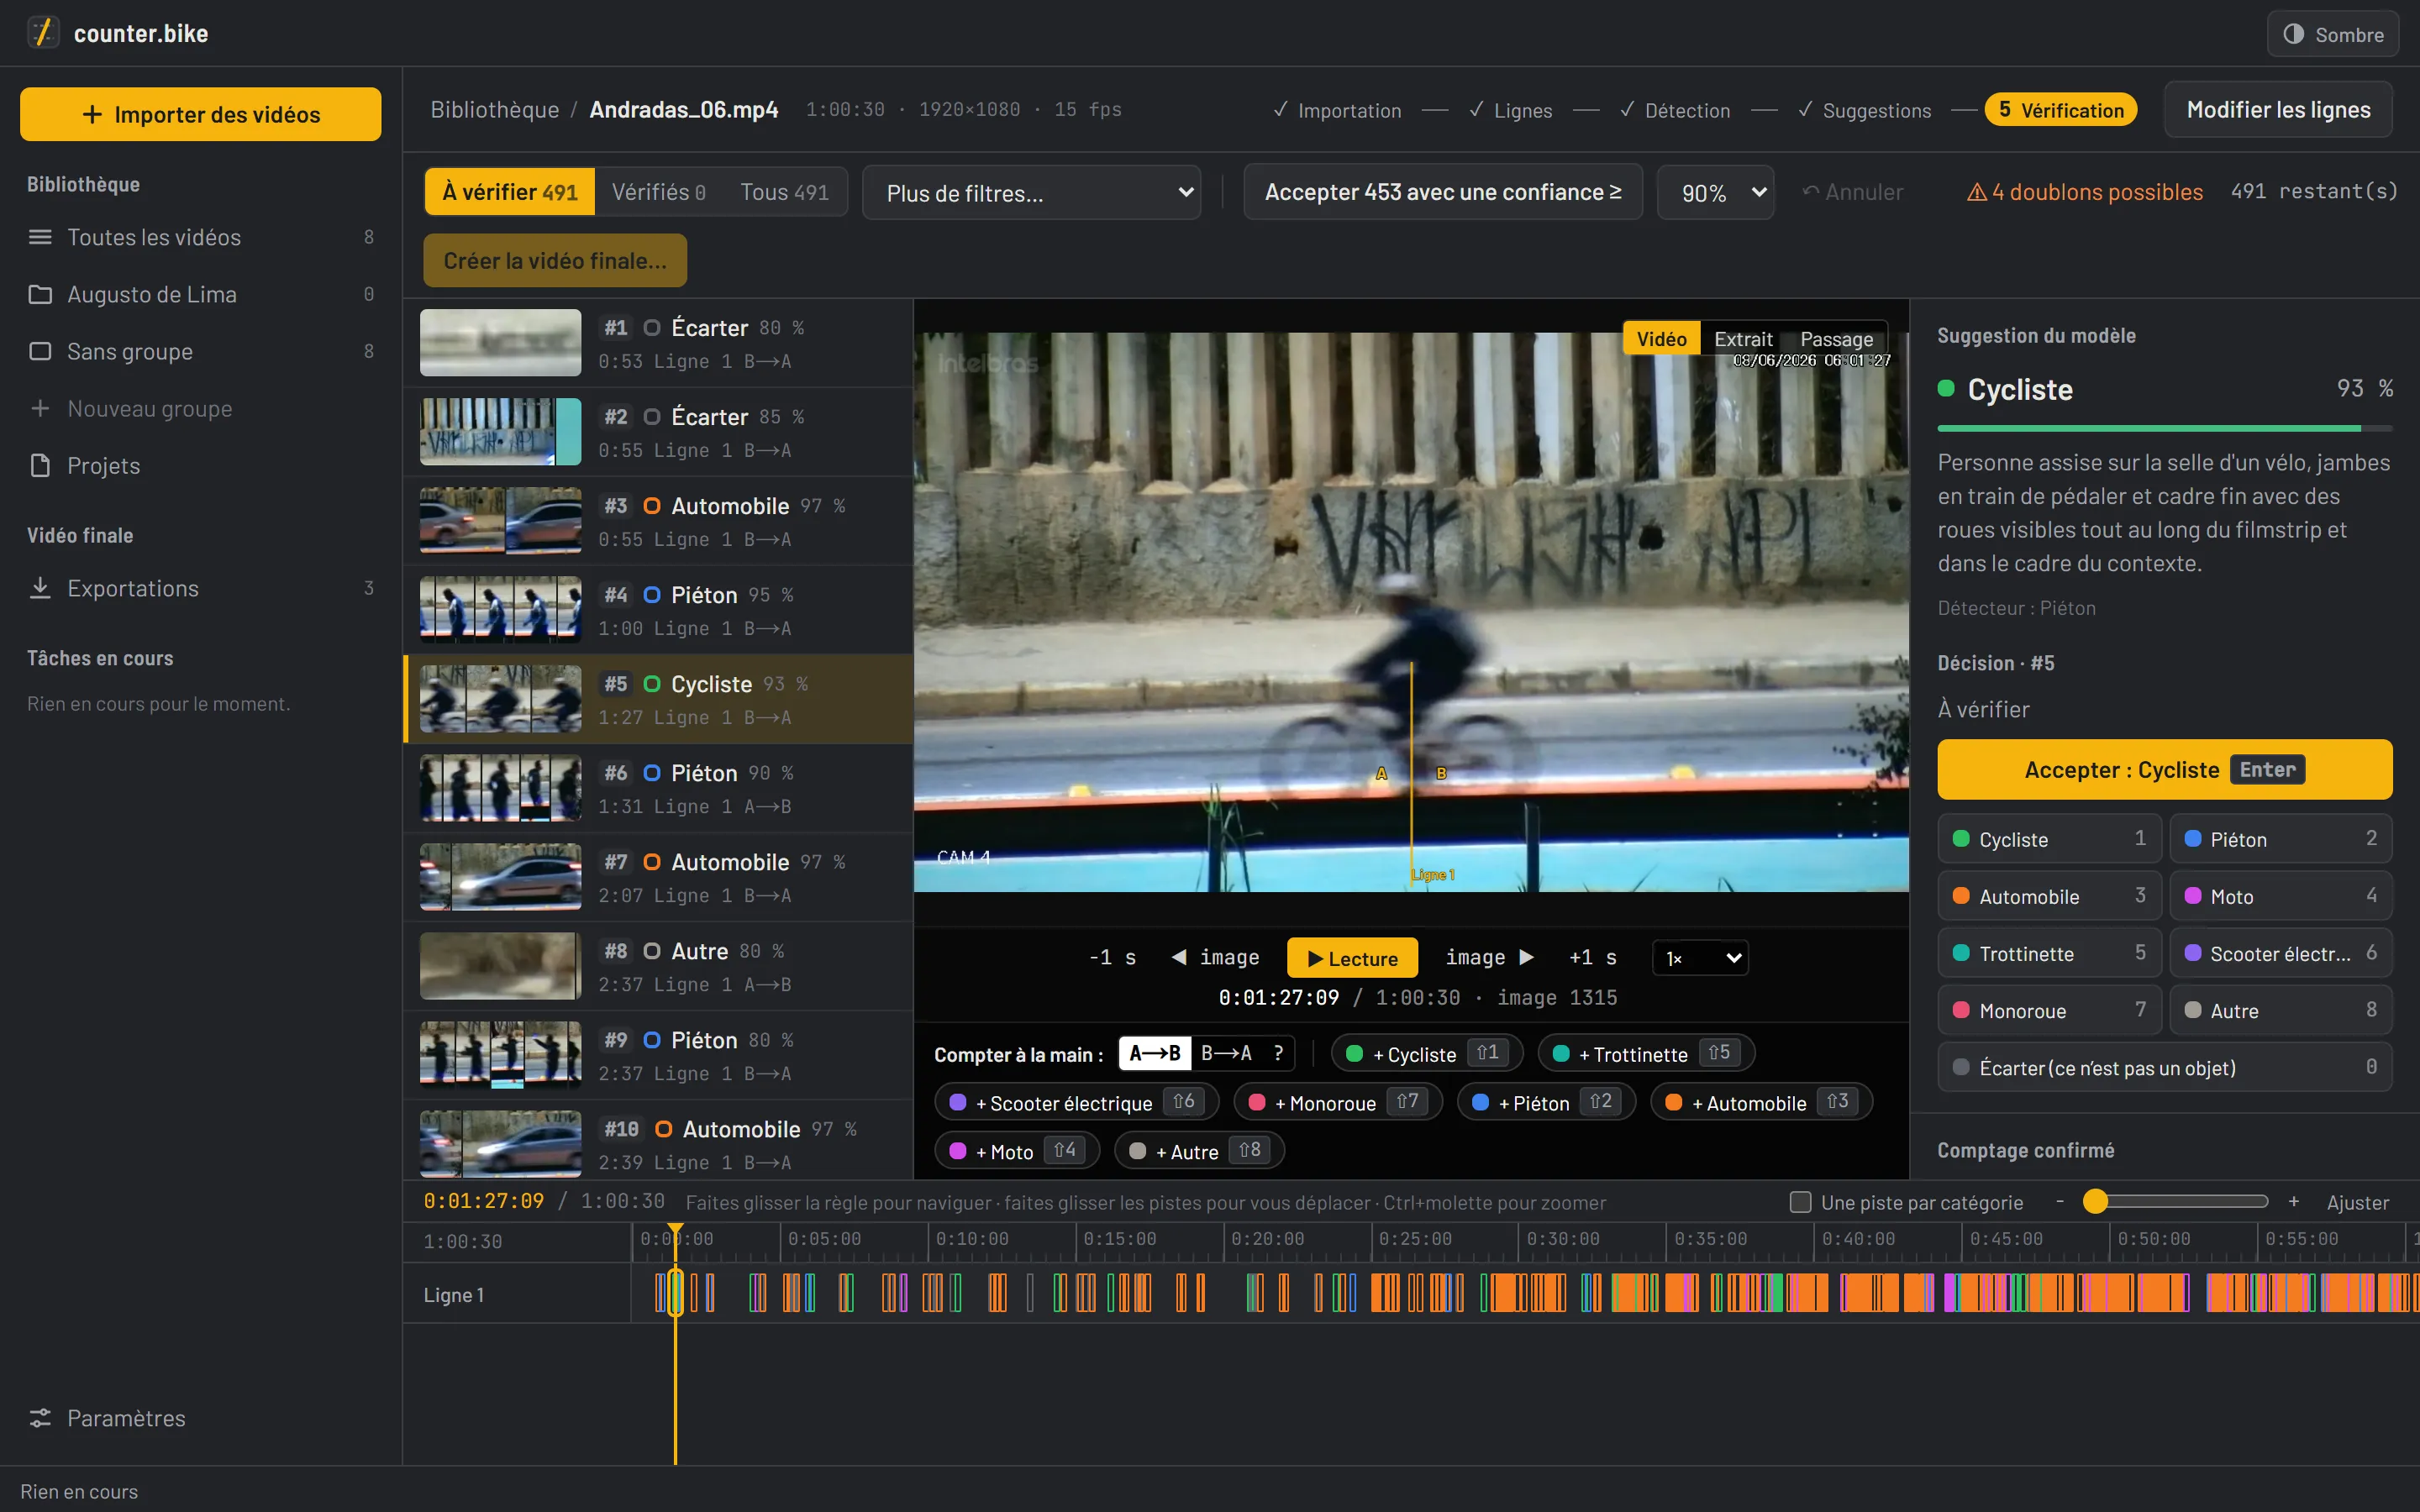 counter.bike
Sombre
+ Importer des vidéos
Bibliothèque
Toutes les vidéos 8
Augusto de Lima 0
Sans groupe 8
+ Nouveau groupe
Projets
Vidéo finale
Exportations 3
Tâches en cours
Rien en cours pour le moment.
Paramètres
Rien en cours
Bibliothèque / Andradas_06.mp4 1:00:30 · 1920×1080 · 15 fps
✓ Importation — ✓ Lignes — ✓ Détection — ✓ Suggestions — 5 Vérification
Modifier les lignes
À vérifier 491 Vérifiés 0 Tous 491
Plus de filtres...
Accepter 453 avec une confiance ≥
90%
Annuler
4 doublons possibles
491 restant(s)
Créer la vidéo finale...
#1 Écarter 80 %
0:53 Ligne 1 B→A
#2 Écarter 85 %
0:55 Ligne 1 B→A
#3 Automobile 97 %
0:55 Ligne 1 B→A
#4 Piéton 95 %
1:00 Ligne 1 B→A
#5 Cycliste 93 %
1:27 Ligne 1 B→A
#6 Piéton 90 %
1:31 Ligne 1 A→B
#7 Automobile 97 %
2:07 Ligne 1 B→A
#8 Autre 80 %
2:37 Ligne 1 A→B
#9 Piéton 80 %
2:37 Ligne 1 B→A
#10 Automobile 97 %
2:39 Ligne 1 B→A
Vidéo Extrait Passage
intelbras
08/06/2026 06:01:27
A B
CAM 4
Ligne 1
-1 s ◀ image ▶ Lecture image ▶ +1 s 1×
0:01:27:09 / 1:00:30 · image 1315
Compter à la main : A→B B→A ? + Cycliste ⇧1 + Trottinette ⇧5
+ Scooter électrique ⇧6 + Monoroue ⇧7 + Piéton ⇧2 + Automobile ⇧3
+ Moto ⇧4 + Autre ⇧8
Suggestion du modèle
Cycliste 93 %
Personne assise sur la selle d'un vélo, jambes
en train de pédaler et cadre fin avec des
roues visibles tout au long du filmstrip et
dans le cadre du contexte.
Détecteur : Piéton
Décision · #5
À vérifier
Accepter : Cycliste Enter
Cycliste 1 Piéton 2
Automobile 3 Moto 4
Trottinette 5 Scooter électr... 6
Monoroue 7 Autre 8
Écarter (ce n'est pas un objet) 0
Comptage confirmé
0:01:27:09 / 1:00:30 Faites glisser la règle pour naviguer · faites glisser les pistes pour vous déplacer · Ctrl+molette pour zoomer
Une piste par catégorie - + Ajuster
1:00:30 0:00:00 0:05:00 0:10:00 0:15:00 0:20:00 0:25:00 0:30:00 0:35:00 0:40:00 0:45:00 0:50:00 0:55:00 1
Ligne 1